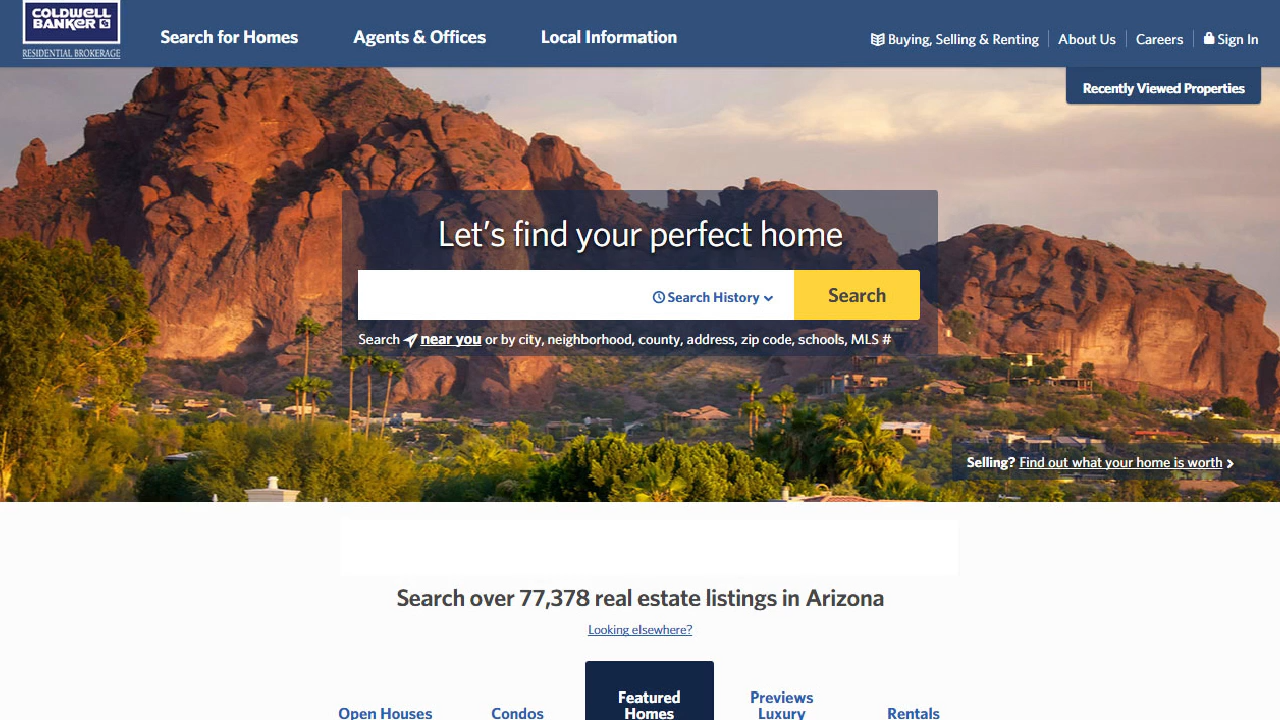 COLDWELL
BANKER
RESIDENTIAL BROKERAGE
Search for Homes
Agents & Offices
Local Information
Buying, Selling & Renting
About Us
Careers
Sign In
Recently Viewed Properties
Let's find your perfect home
Search History
Search
Search near you or by city, neighborhood, county, address, zip code, schools, MLS #
Selling? Find out what your home is worth
Search over 77,378 real estate listings in Arizona
Looking elsewhere?
Open Houses
Condos
Featured
Homes
Previews
Luxury
Rentals